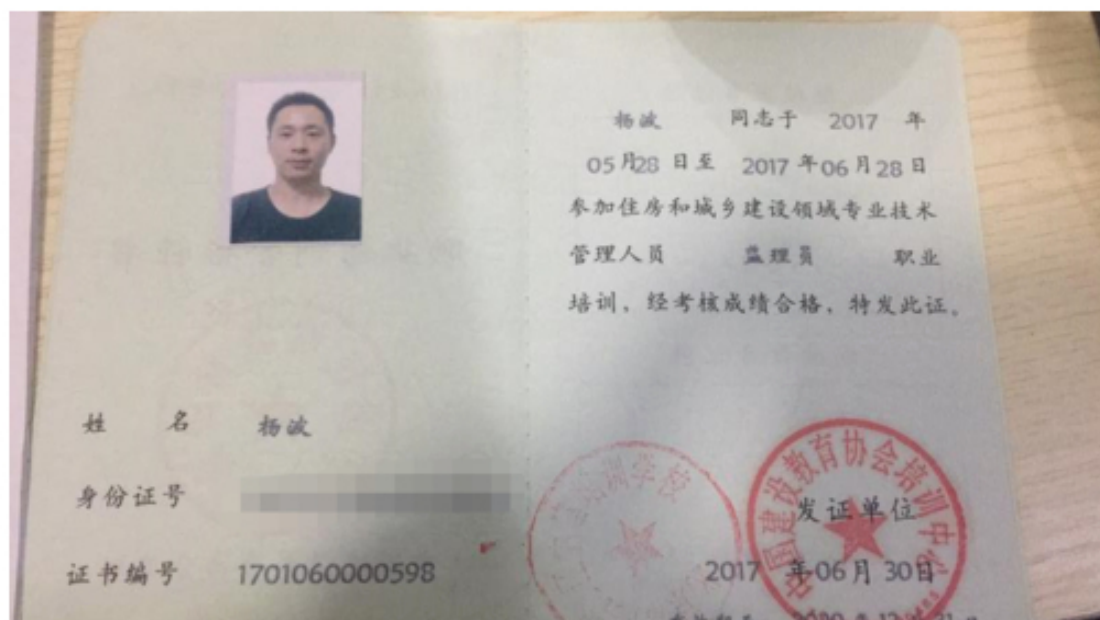 杨波 同志于 2017 年
05月28 日至 2017 年06月28日
参加住房和城乡建设领域专业技术
管理人员 监理员 职业
培训,经考核成绩合格,特发此证。
姓 名 杨波
身份证号
证书编号 1701060000598
培训学校
中国建设教育协会培训中心
发证单位
2017 年06月 30日